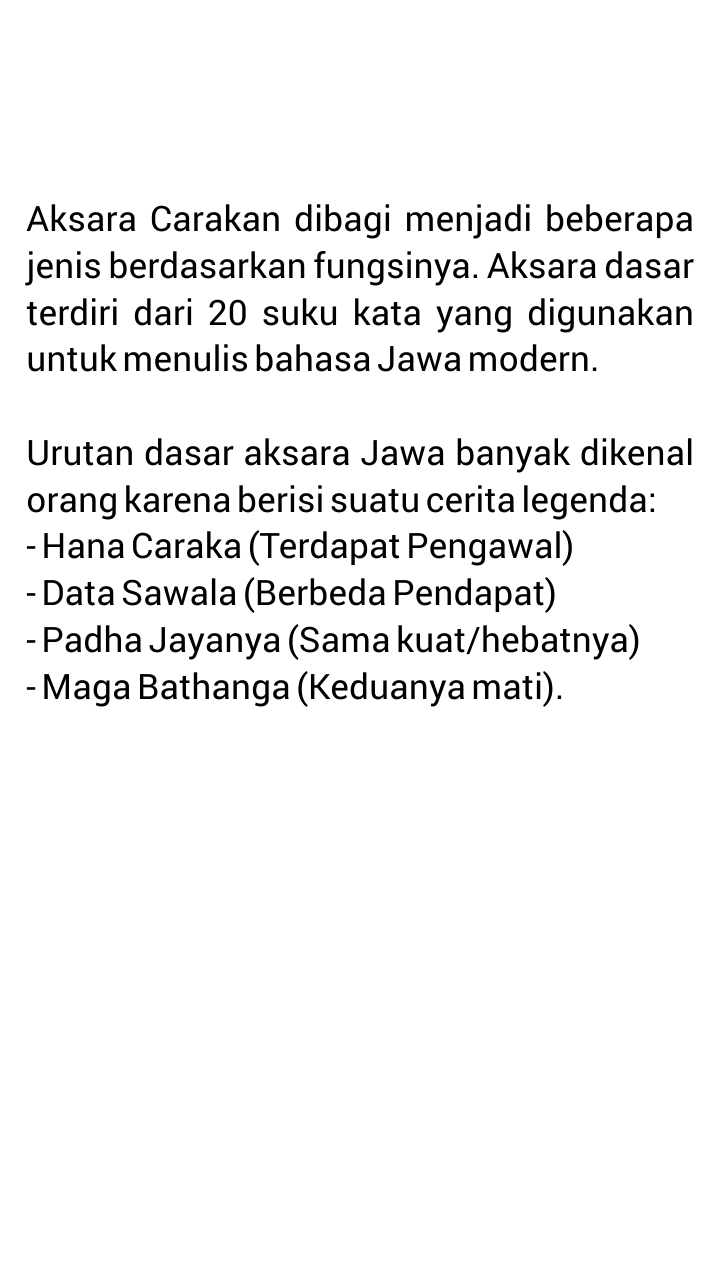 Aksara Carakan dibagi menjadi beberapa
jenis berdasarkan fungsinya. Aksara dasar
terdiri dari 20 suku kata yang digunakan
untuk menulis bahasa Jawa modern.
Urutan dasar aksara Jawa banyak dikenal
orang karena berisi suatu cerita legenda:
- Hana Caraka (Terdapat Pengawal)
- Data Sawala (Berbeda Pendapat)
- Padha Jayanya (Sama kuat/hebatnya)
- Maga Bathanga (Keduanya mati).